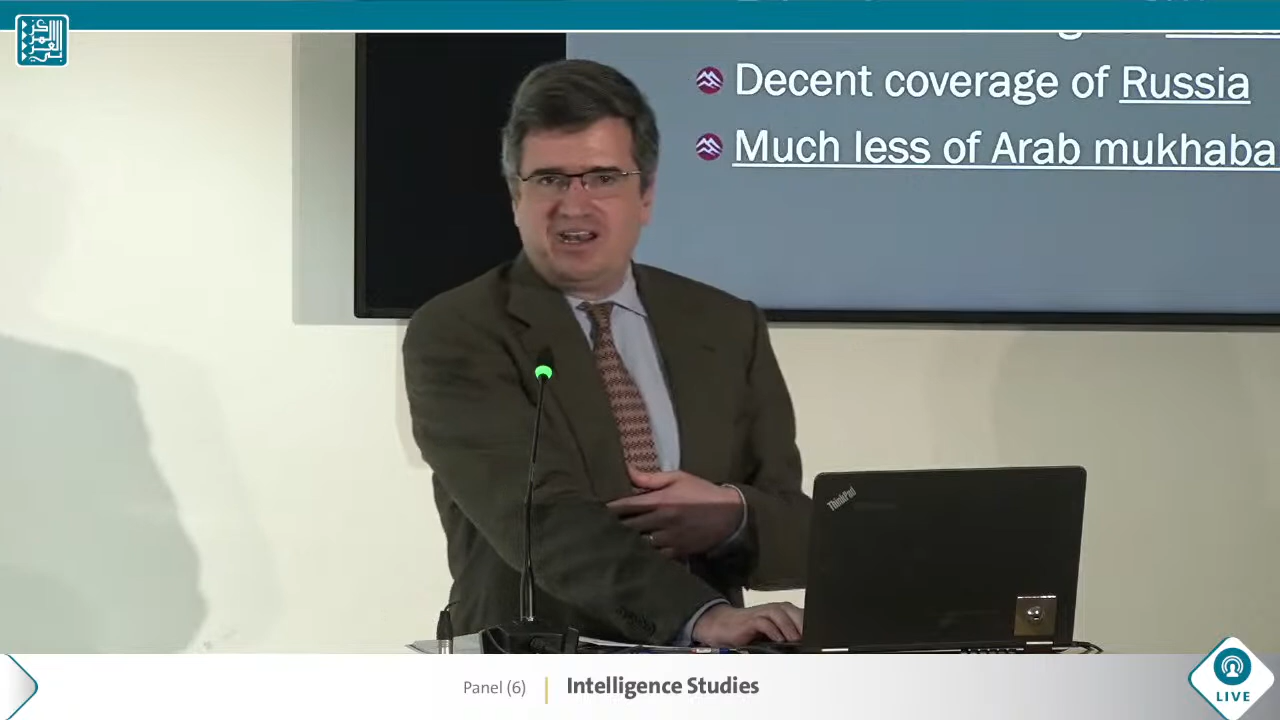 Decent coverage of Russia
Much less of Arab mukhaba
ThinkPad
Panel (6)
Intelligence Studies
LIVE